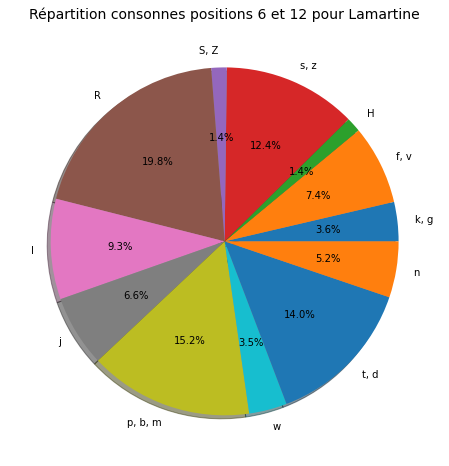 Répartition consonnes positions 6 et 12 pour Lamartine
S, Z
s, z
R
H
1.4%
12.4%
f, v
19.8%
1.4%
7.4%
k, g
3.6%
l
9.3%
5.2%
n
6.6%
14.0%
j
15.2%
3.5%
t, d
p, b, m
w